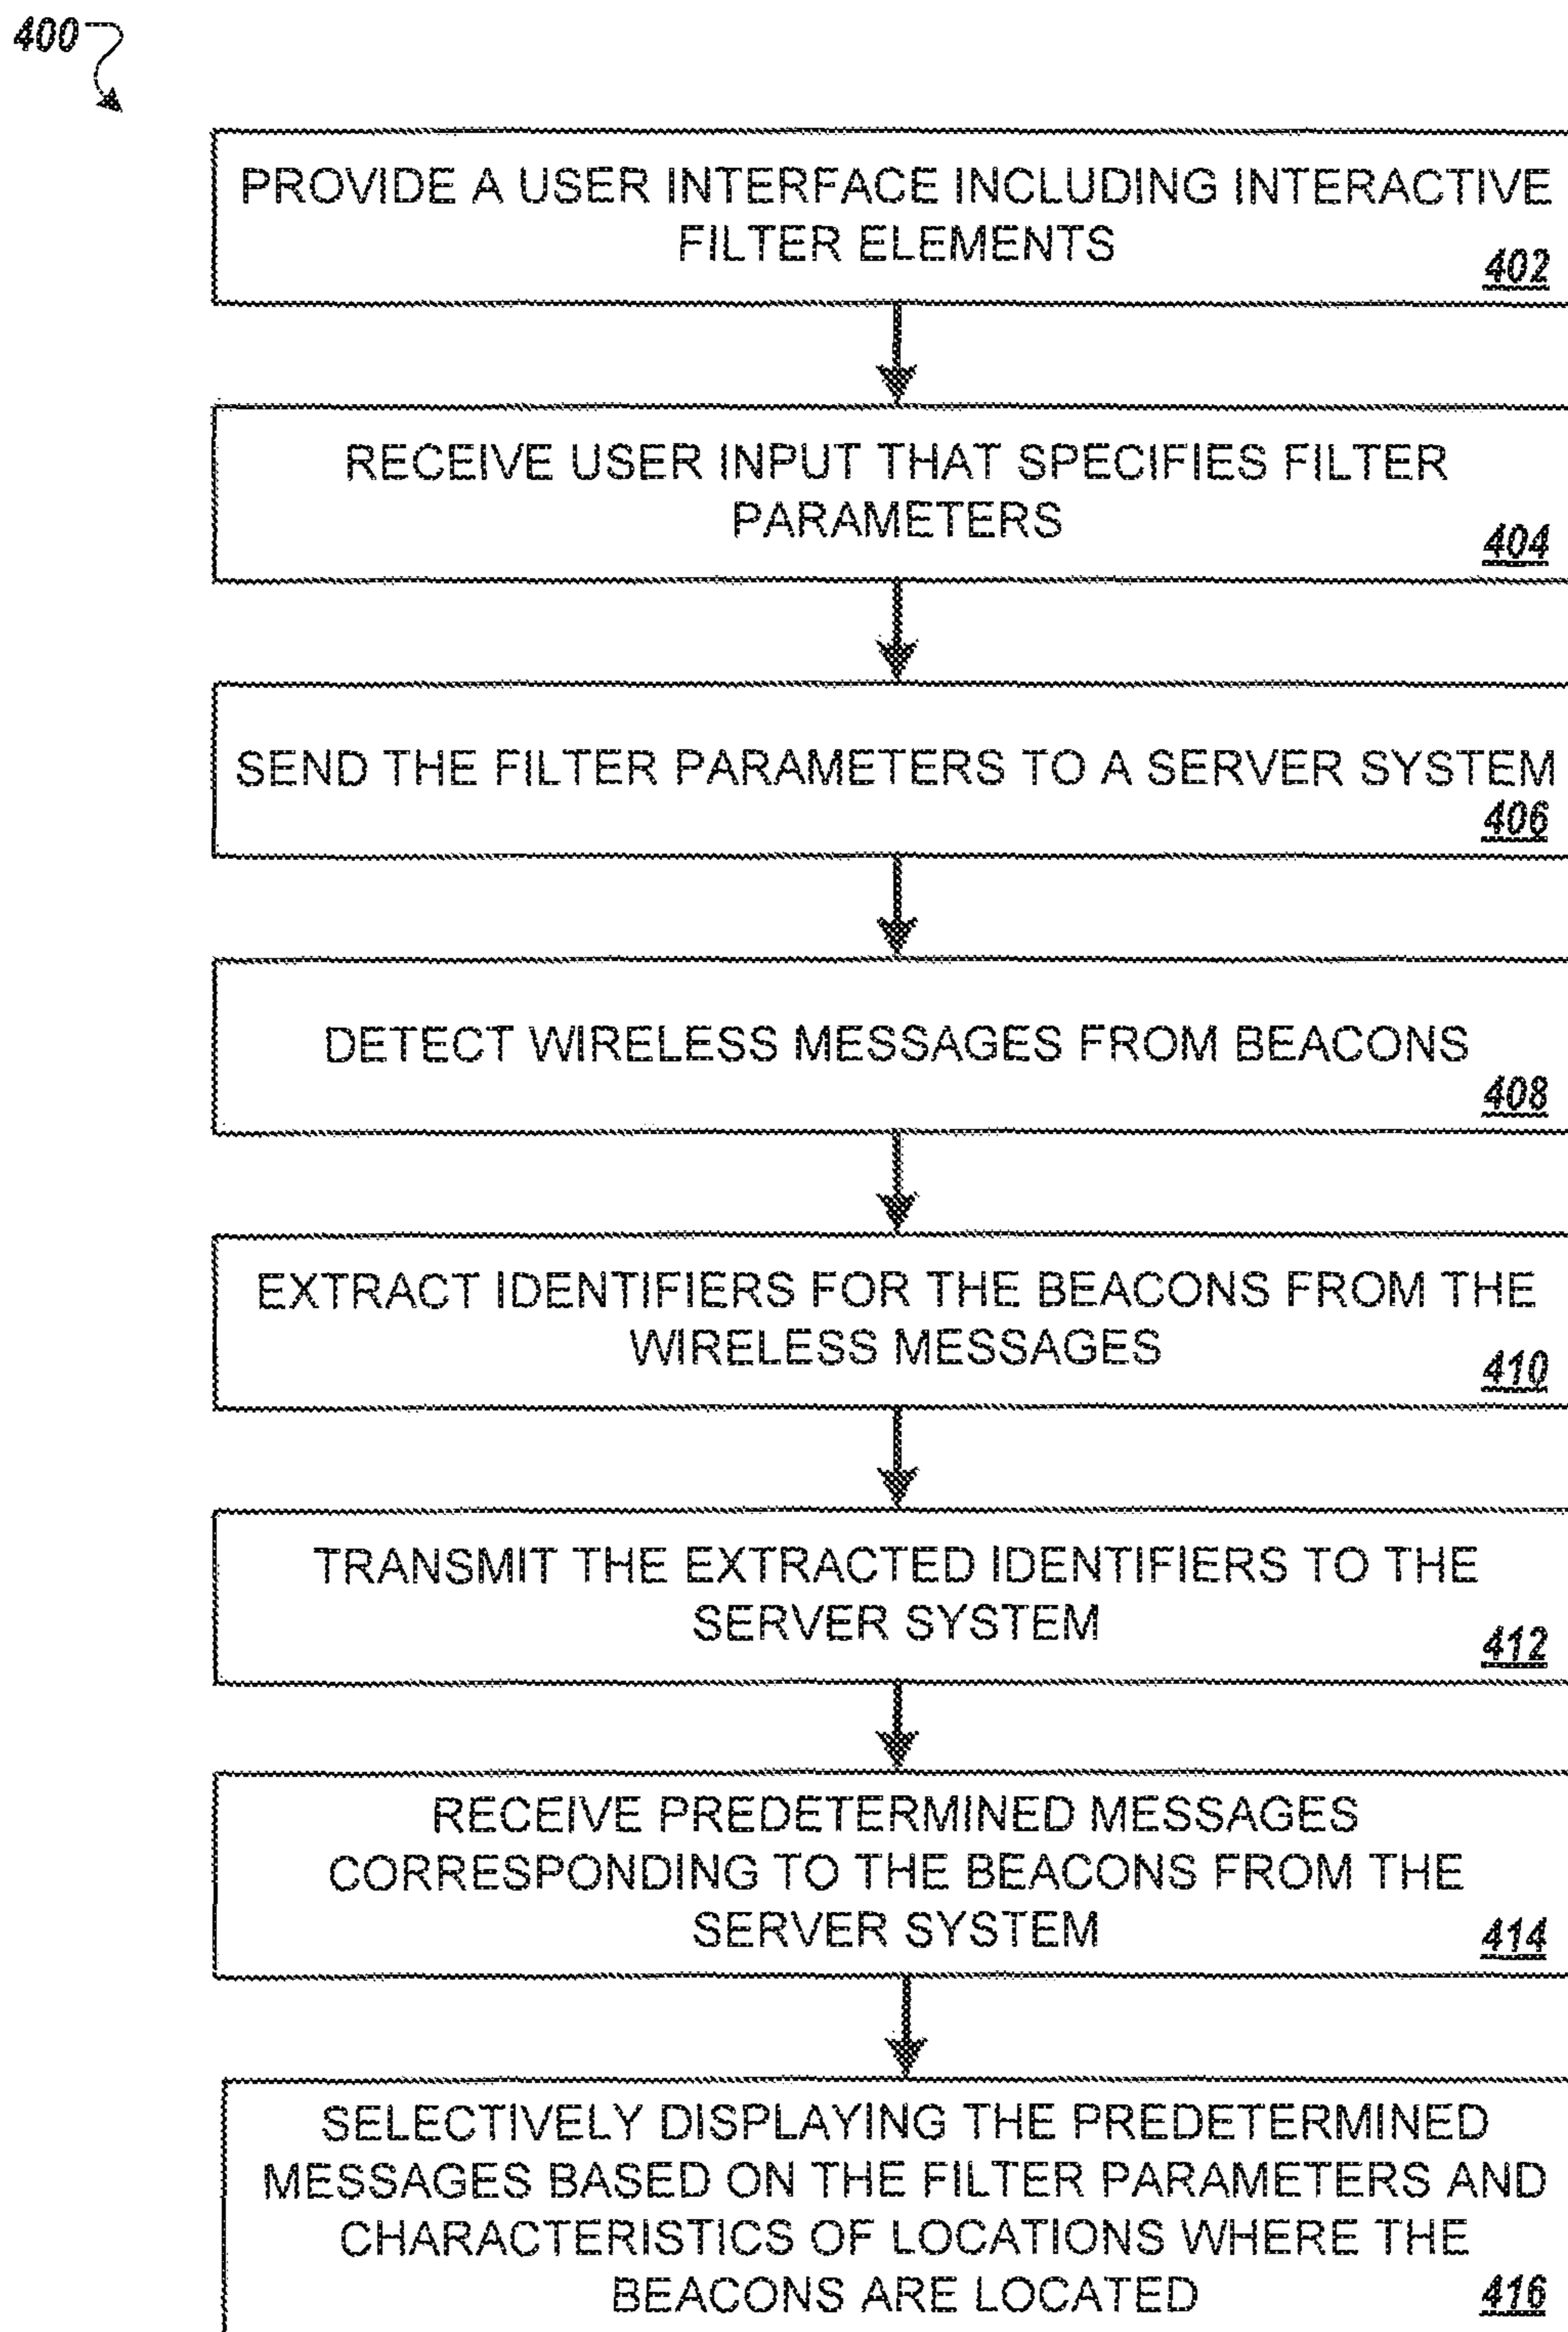 400
PROVIDE A USER INTERFACE INCLUDING INTERACTIVE
FILTER ELEMENTS
402
RECEIVE USER INPUT THAT SPECIFIES FILTER
PARAMETERS
404
SEND THE FILTER PARAMETERS TO A SERVER SYSTEM
406
DETECT WIRELESS MESSAGES FROM BEACONS
408
EXTRACT IDENTIFIERS FOR THE BEACONS FROM THE
WIRELESS MESSAGES
410
TRANSMIT THE EXTRACTED IDENTIFIERS TO THE
SERVER SYSTEM
412
RECEIVE PREDETERMINED MESSAGES
CORRESPONDING TO THE BEACONS FROM THE
SERVER SYSTEM
414
SELECTIVELY DISPLAYING THE PREDETERMINED
MESSAGES BASED ON THE FILTER PARAMETERS AND
CHARACTERISTICS OF LOCATIONS WHERE THE
BEACONS ARE LOCATED
416